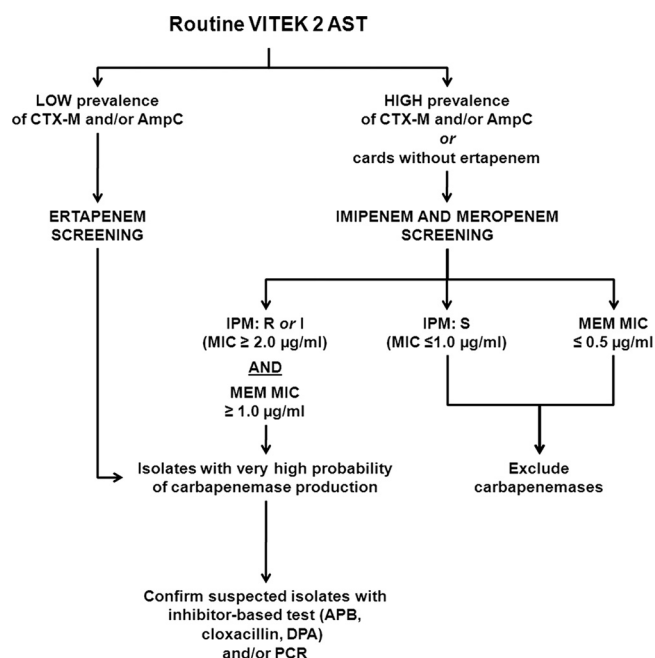 Routine VITEK 2 AST
LOW prevalence
of CTX-M and/or AmpC
HIGH prevalence
of CTX-M and/or AmpC
or
cards without ertapenem
ERTAPENEM
SCREENING
IMIPENEM AND MEROPENEM
SCREENING
IPM: R or I
(MIC ≥ 2.0 µg/ml)
AND
MEM MIC
≥ 1.0 µg/ml
IPM: S
(MIC ≤1.0 µg/ml)
MEM MIC
≤ 0.5 µg/ml
Isolates with very high probability
of carbapenemase production
Exclude
carbapenemases
Confirm suspected isolates with
inhibitor-based test (APB,
cloxacillin, DPA)
and/or PCR